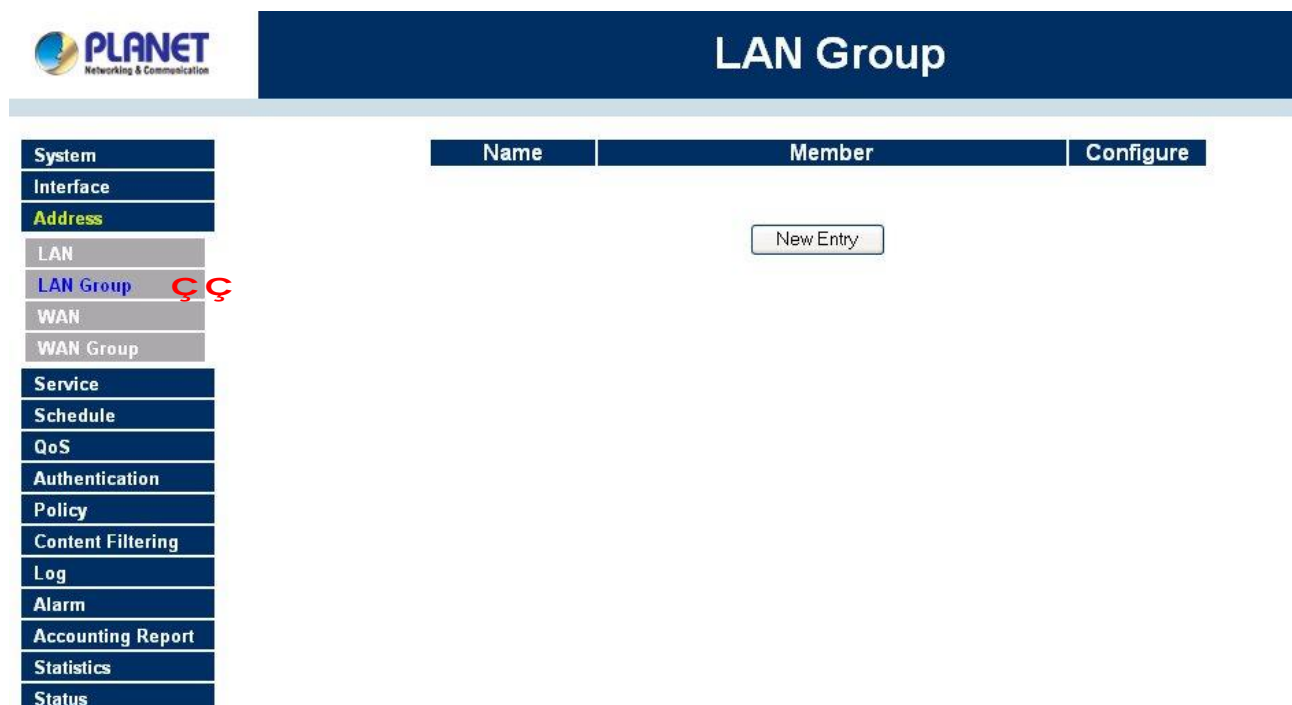 PLANET
Networking & Communication
LAN Group
System
Interface
Address
LAN
LAN Group ÇÇ
WAN
WAN Group
Service
Schedule
QoS
Authentication
Policy
Content Filtering
Log
Alarm
Accounting Report
Statistics
Status
Name Member Configure
New Entry